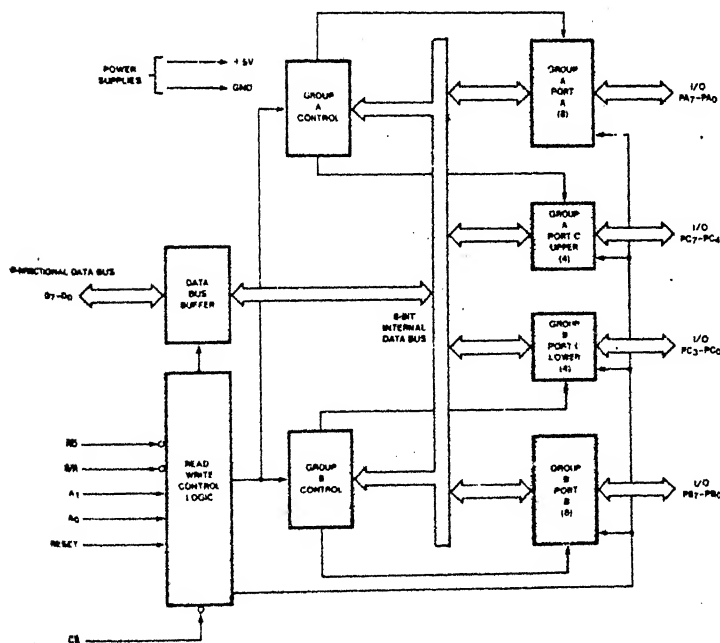 POWER
SUPPLIES
+5V
GND
GROUP
A
CONTROL
GROUP
A
PORT
A
(8)
I/O
PA7-PA0
GROUP
A
PORT C
UPPER
(4)
I/O
PC7-PC4
BI-DIRECTIONAL DATA BUS
D7-D0
DATA
BUS
BUFFER
8-BIT
INTERNAL
DATA BUS
GROUP
B
PORT C
LOWER
(4)
I/O
PC3-PC0
RD
WR
A1
A0
RESET
READ
WRITE
CONTROL
LOGIC
GROUP
B
CONTROL
GROUP
B
PORT
B
(8)
I/O
PB7-PB0
CS